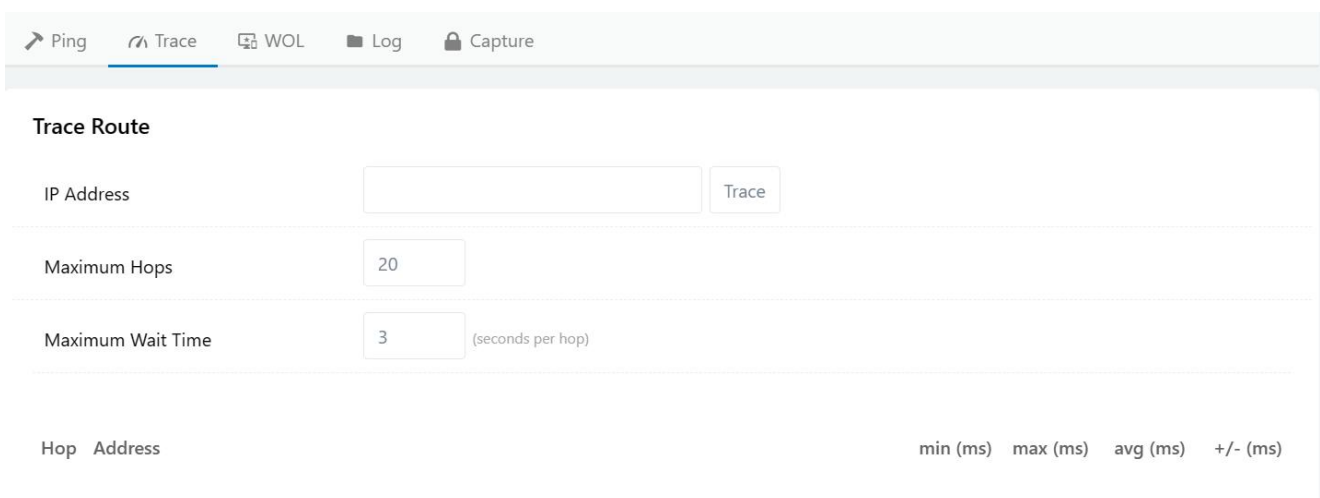 Ping Trace WOL Log Capture
Trace Route
IP Address Trace
Maximum Hops 20
Maximum Wait Time 3 (seconds per hop)
Hop Address min (ms) max (ms) avg (ms) +/- (ms)